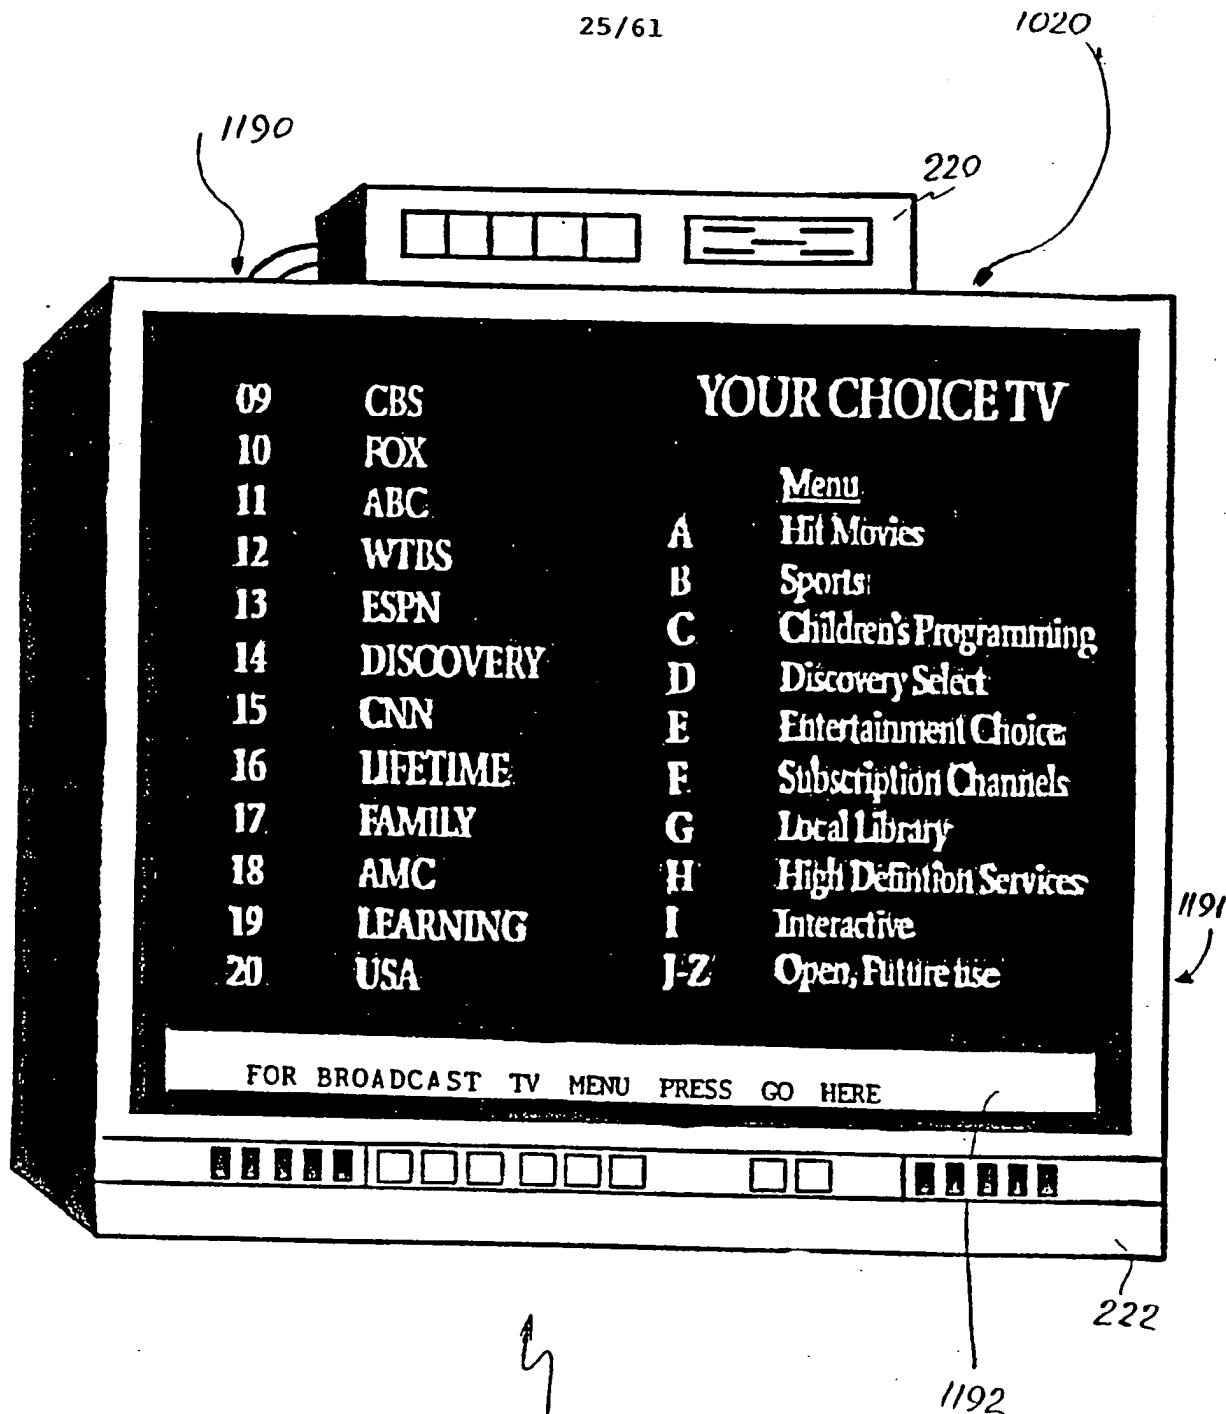 25/61
1020
1190
220
09 CBS
10 FOX
11 ABC
12 WTBS
13 ESPN
14 DISCOVERY
15 CNN
16 LIFETIME
17 FAMILY
18 AMC
19 LEARNING
20 USA
YOUR CHOICE TV
Menu
A Hit Movies
B Sports
C Children's Programming
D Discovery Select
E Entertainment Choice
F Subscription Channels
G Local Library
H High Defintion Services
I Interactive
J-Z Open, Future use
1191
FOR BROADCAST TV MENU PRESS GO HERE
222
1192